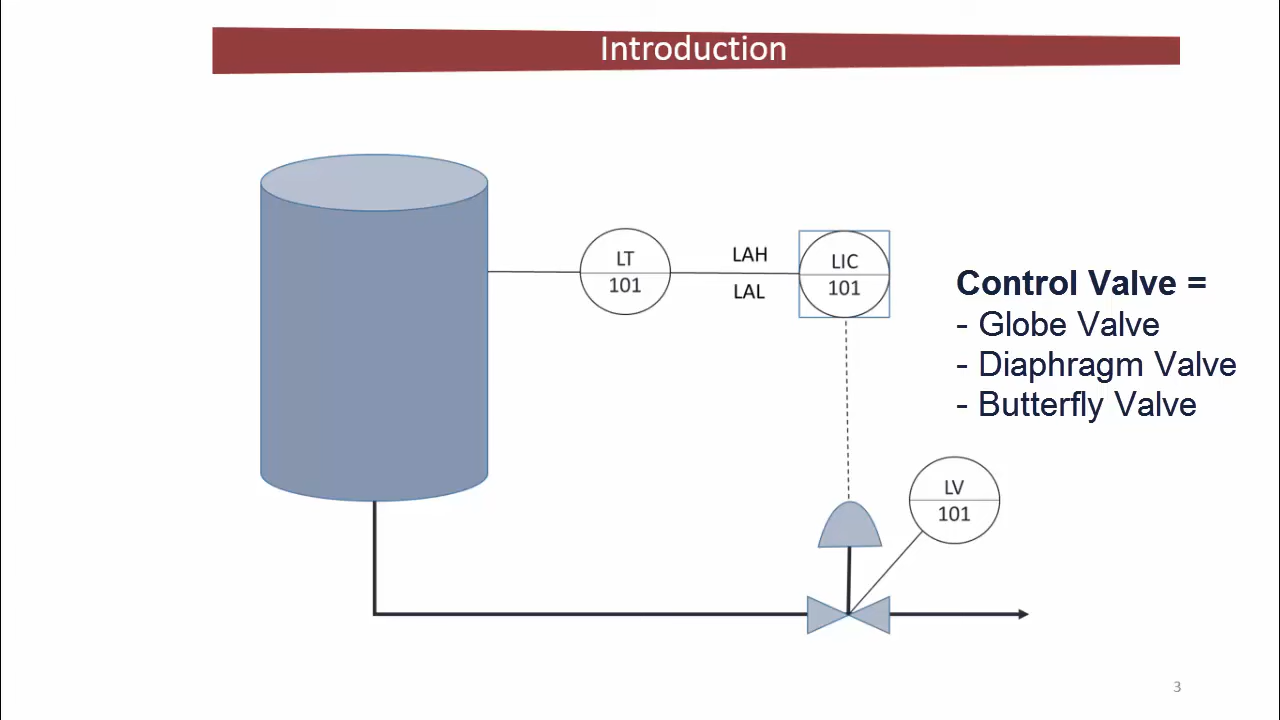 Introduction
LT
101
LAH
LAL
LIC
101
Control Valve =
- Globe Valve
- Diaphragm Valve
- Butterfly Valve
LV
101
3